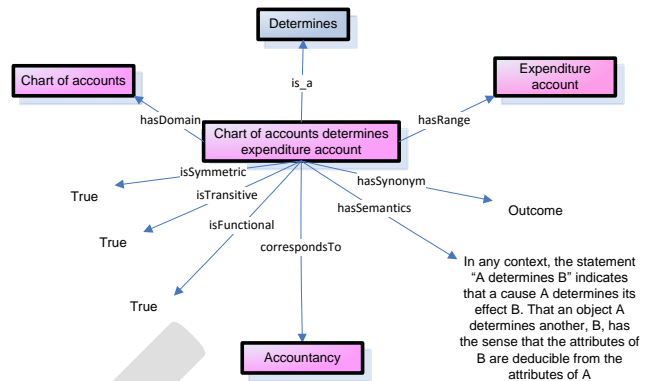 Determines
Chart of accounts
Expenditure
account
is_a
hasDomain
hasRange
Chart of accounts determines
expenditure account
isSymmetric
hasSynonym
True
isTransitive
hasSemantics
Outcome
isFunctional
True
correspondsTo
True
In any context, the statement
“A determines B” indicates
that a cause A determines its
effect B. That an object A
determines another, B, has
the sense that the attributes of
B are deducible from the
attributes of A
Accountancy